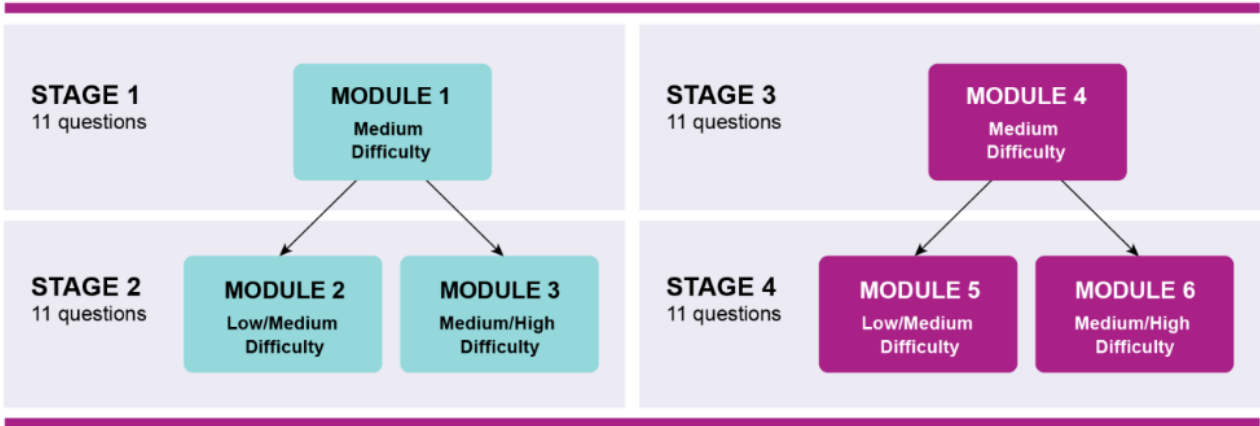 STAGE 1
11 questions
MODULE 1
Medium
Difficulty
STAGE 2
11 questions
MODULE 2
Low/Medium
Difficulty
MODULE 3
Medium/High
Difficulty
STAGE 3
11 questions
MODULE 4
Medium
Difficulty
STAGE 4
11 questions
MODULE 5
Low/Medium
Difficulty
MODULE 6
Medium/High
Difficulty